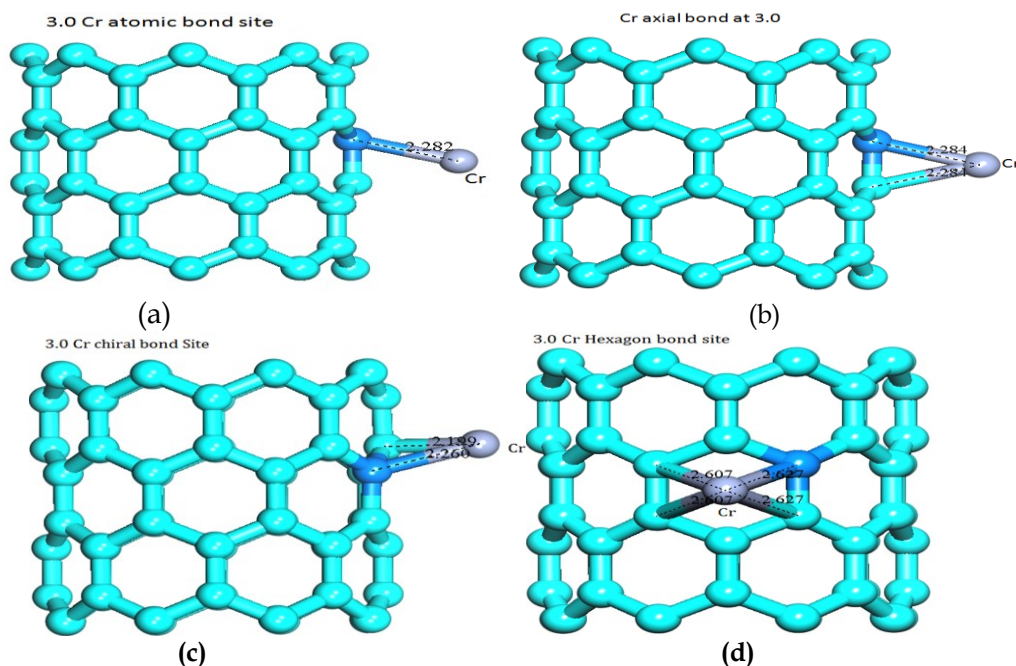 3.0 Cr atomic bond site
2.282
Cr
(a)
Cr axial bond at 3.0
2.284
Cr
2.284
(b)
3.0 Cr chiral bond Site
2.199
Cr
2.260
(c)
3.0 Cr Hexagon bond site
2.607 2.627
2.607 2.627
Cr
(d)